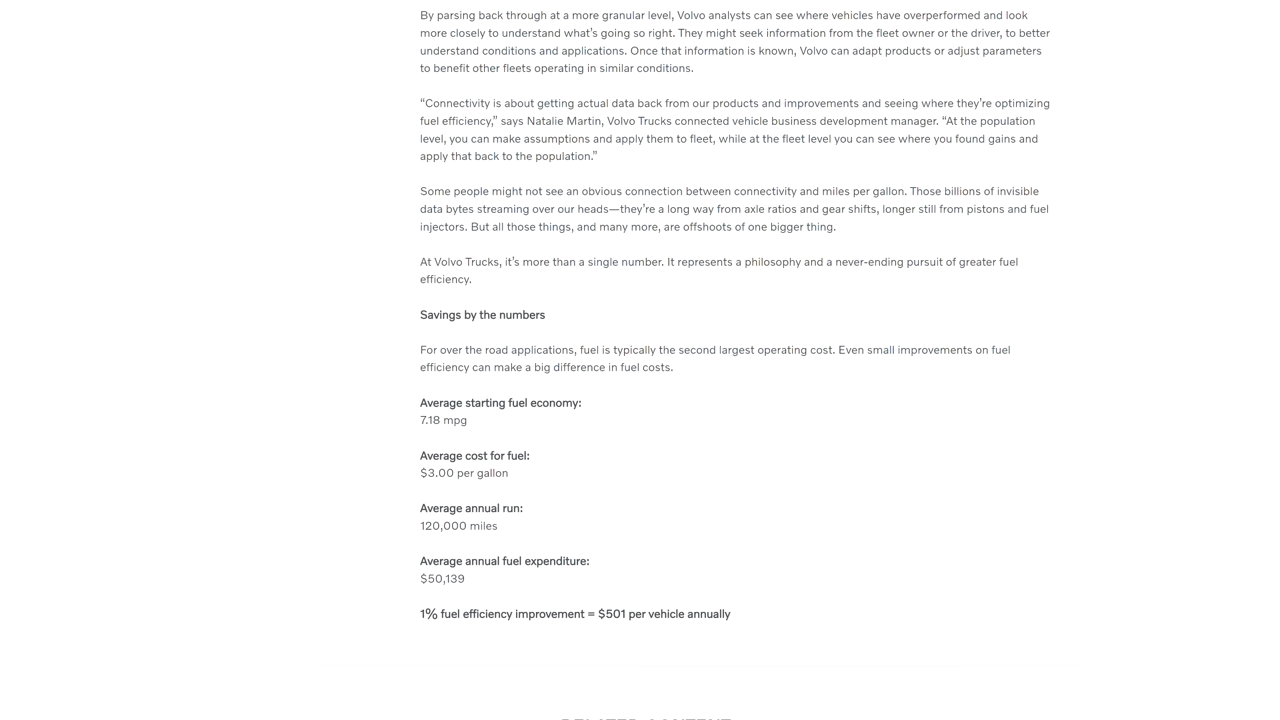 By parsing back through at a more granular level, Volvo analysts can see where vehicles have overperformed and look
more closely to understand what's going so right. They might seek information from the fleet owner or the driver, to better
understand conditions and applications. Once that information is known, Volvo can adapt products or adjust parameters
to benefit other fleets operating in similar conditions.
“Connectivity is about getting actual data back from our products and improvements and seeing where they're optimizing
fuel efficiency,” says Natalie Martin, Volvo Trucks connected vehicle business development manager. “At the population
level, you can make assumptions and apply them to fleet, while at the fleet level you can see where you found gains and
apply that back to the population.”
Some people might not see an obvious connection between connectivity and miles per gallon. Those billions of invisible
data bytes streaming over our heads—they're a long way from axle ratios and gear shifts, longer still from pistons and fuel
injectors. But all those things, and many more, are offshoots of one bigger thing.
At Volvo Trucks, it's more than a single number. It represents a philosophy and a never-ending pursuit of greater fuel
efficiency.
Savings by the numbers
For over the road applications, fuel is typically the second largest operating cost. Even small improvements on fuel
efficiency can make a big difference in fuel costs.
Average starting fuel economy:
7.18 mpg
Average cost for fuel:
$3.00 per gallon
Average annual run:
120,000 miles
Average annual fuel expenditure:
$50,139
1% fuel efficiency improvement = $501 per vehicle annually